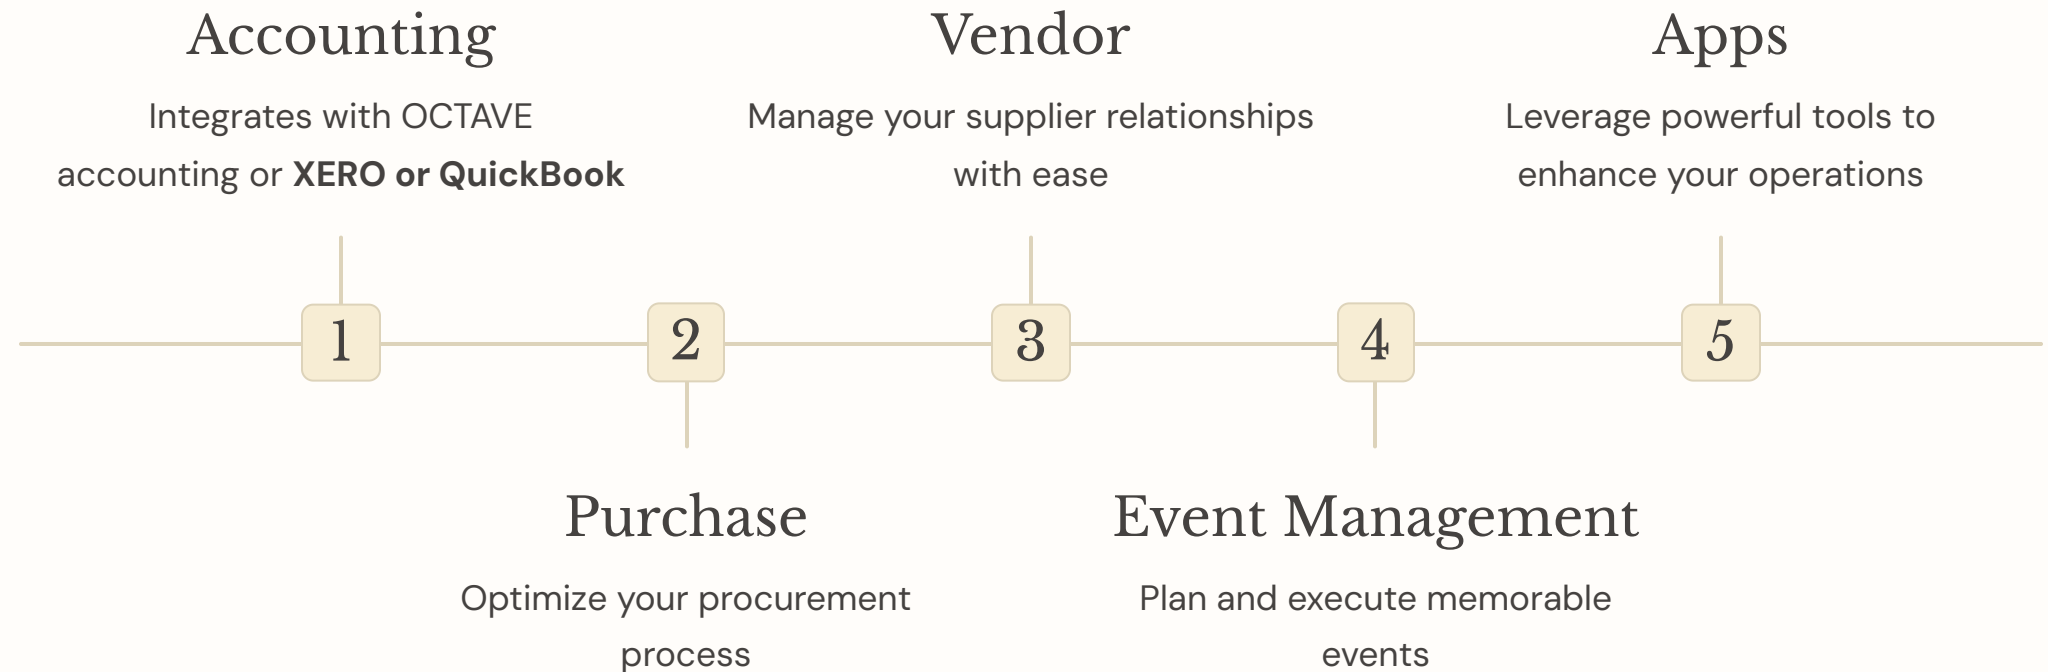 Accounting
Integrates with OCTAVE
accounting or XERO or QuickBook
Vendor
Manage your supplier relationships
with ease
Apps
Leverage powerful tools to
enhance your operations
1
2
3
4
5
Purchase
Optimize your procurement
process
Event Management
Plan and execute memorable
events